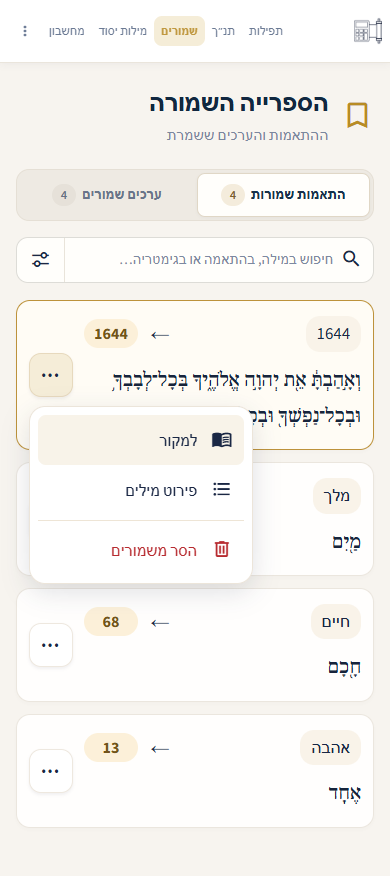 תפילות תנ״ך שמורים מילות יסוד מחשבון
הספרייה השמורה
ההתאמות והערכים ששמרת
התאמות שמורות 4 ערכים שמורים 4
חיפוש במילה, בהתאמה או בגימטריה...
1644 ← 1644
וְאָהַבְתָּ֔ אֵ֖ת יְהוָ֣ה אֱלֹהֶ֑יךָ בְּכָל־לְבָבְךָ֥
וּבְכָל־נַפְשְׁךָ֖
למקור
פירוט מילים
הסר משמורים
מלך
מַ֖יִם
חיים ← 68
חָכָ֖ם
אהבה ← 13
אֶחָֽד